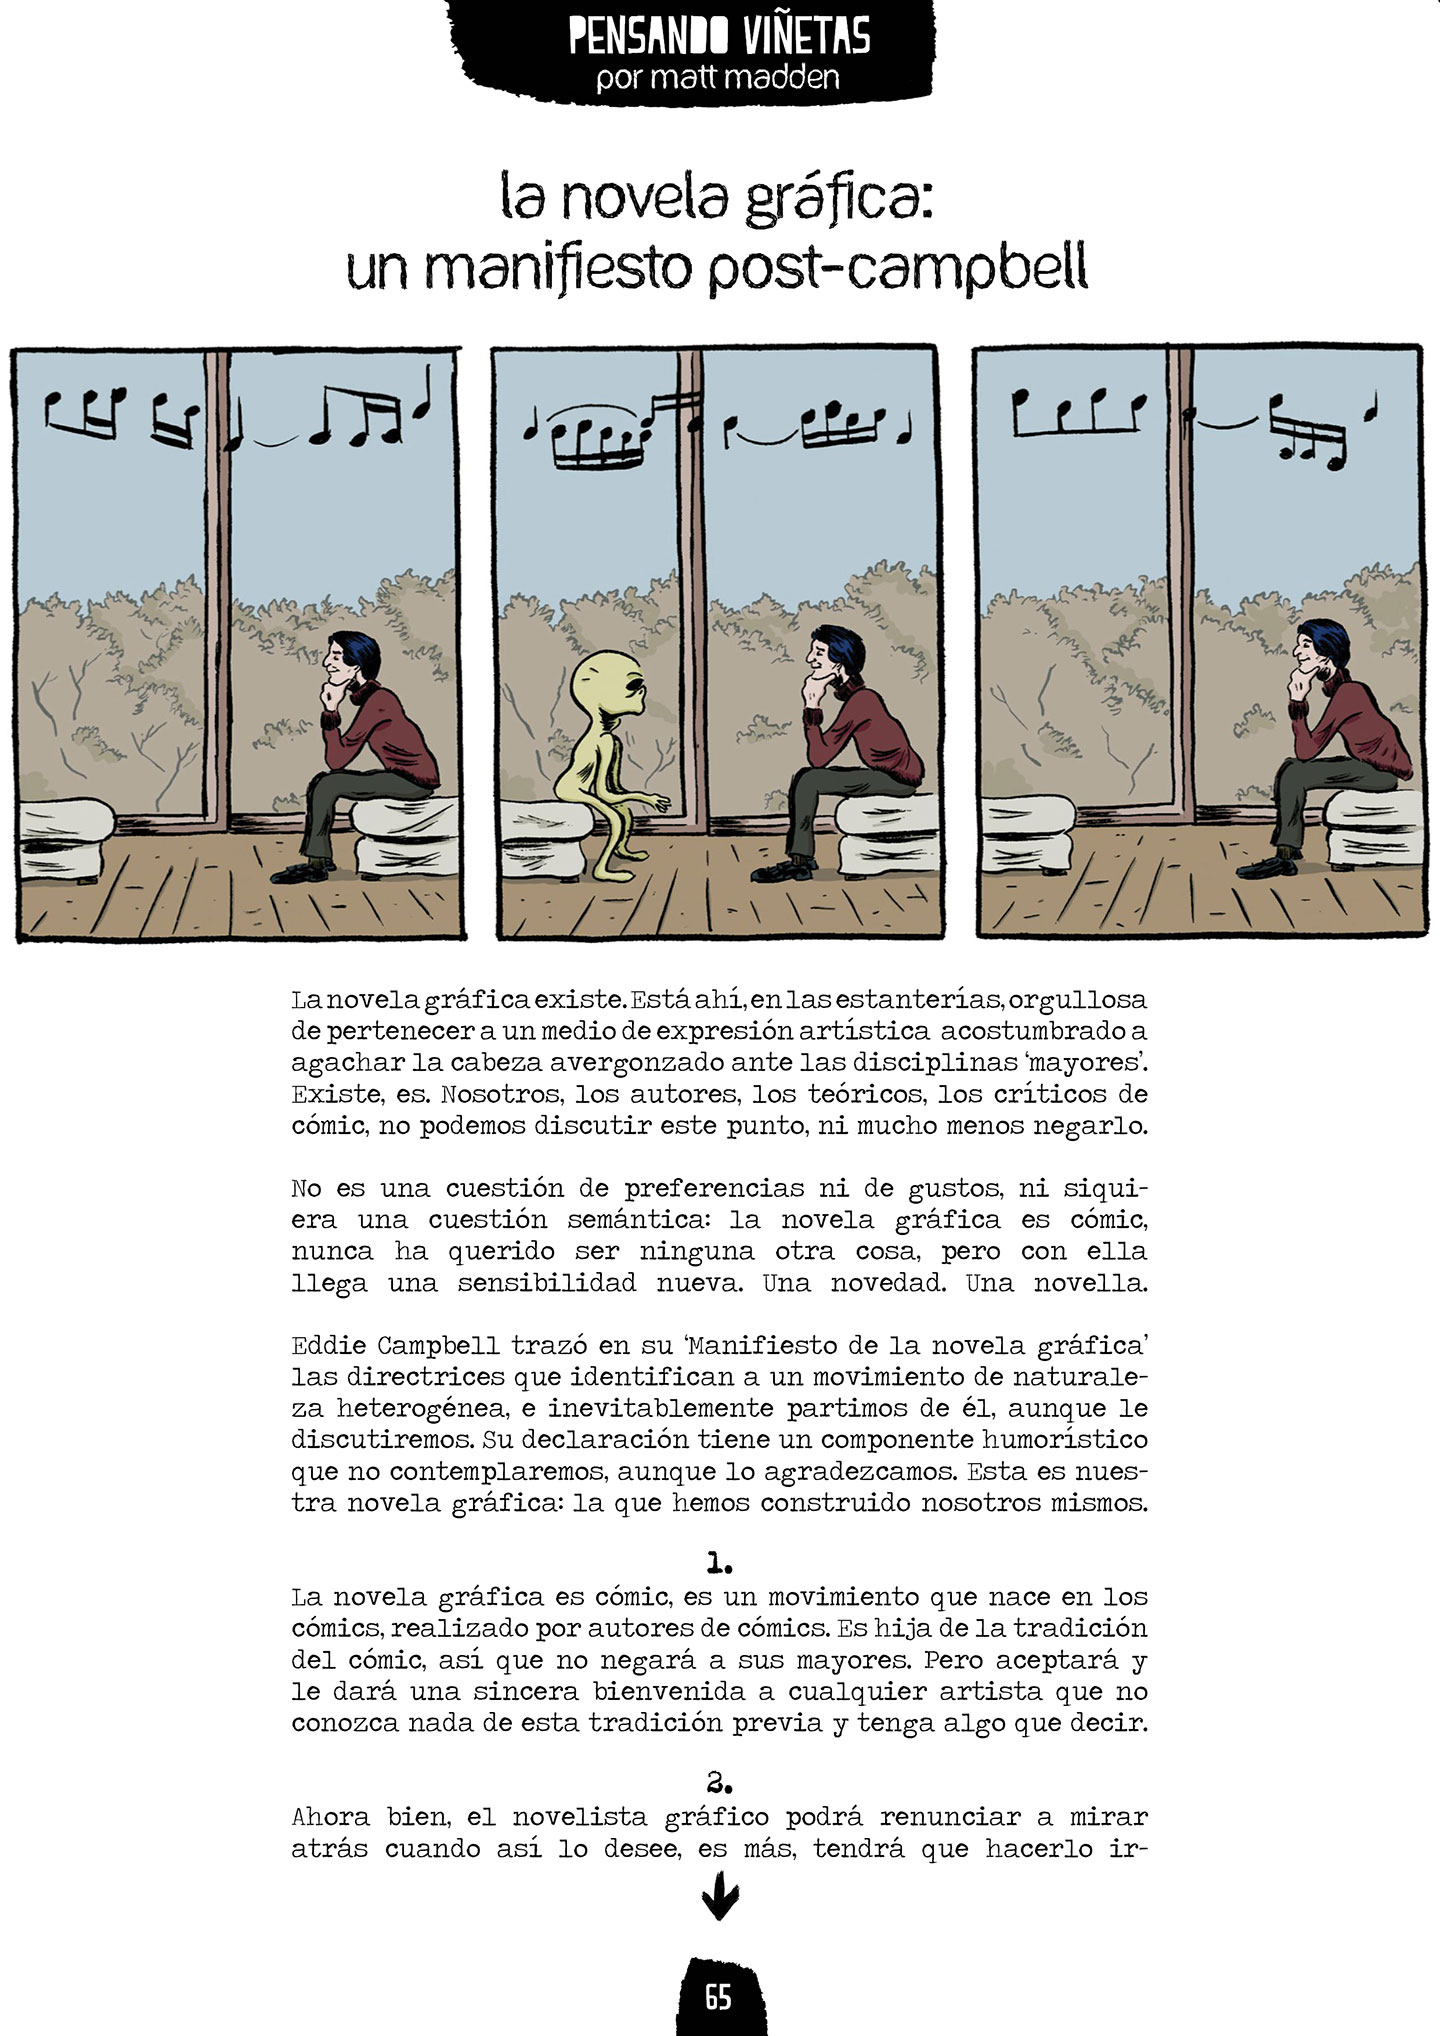 PENSANDO VIÑETAS
por matt madden
la novela gráfica:
un manifiesto post-campbell
La novela gráfica existe. Está ahí, en las estanterías, orgullosa
de pertenecer a un medio de expresión artística acostumbrado a
agachar la cabeza avergonzado ante las disciplinas ‘mayores’.
Existe, es. Nosotros, los autores, los teóricos, los críticos de
cómic, no podemos discutir este punto, ni mucho menos negarlo.
No es una cuestión de preferencias ni de gustos, ni siqui-
era una cuestión semántica: la novela gráfica es cómic,
nunca ha querido ser ninguna otra cosa, pero con ella
llega una sensibilidad nueva. Una novedad. Una novella.
Eddie Campbell trazó en su ‘Manifiesto de la novela gráfica’
las directrices que identifican a un movimiento de naturale-
za heterogénea, e inevitablemente partimos de él, aunque le
discutiremos. Su declaración tiene un componente humorístico
que no contemplaremos, aunque lo agradezcamos. Esta es nues-
tra novela gráfica: la que hemos construido nosotros mismos.
1.
La novela gráfica es cómic, es un movimiento que nace en los
cómics, realizado por autores de cómics. Es hija de la tradición
del cómic, así que no negará a sus mayores. Pero aceptará y
le dará una sincera bienvenida a cualquier artista que no
conozca nada de esta tradición previa y tenga algo que decir.
2.
Ahora bien, el novelista gráfico podrá renunciar a mirar
atrás cuando así lo desee, es más, tendrá que hacerlo ir-
65